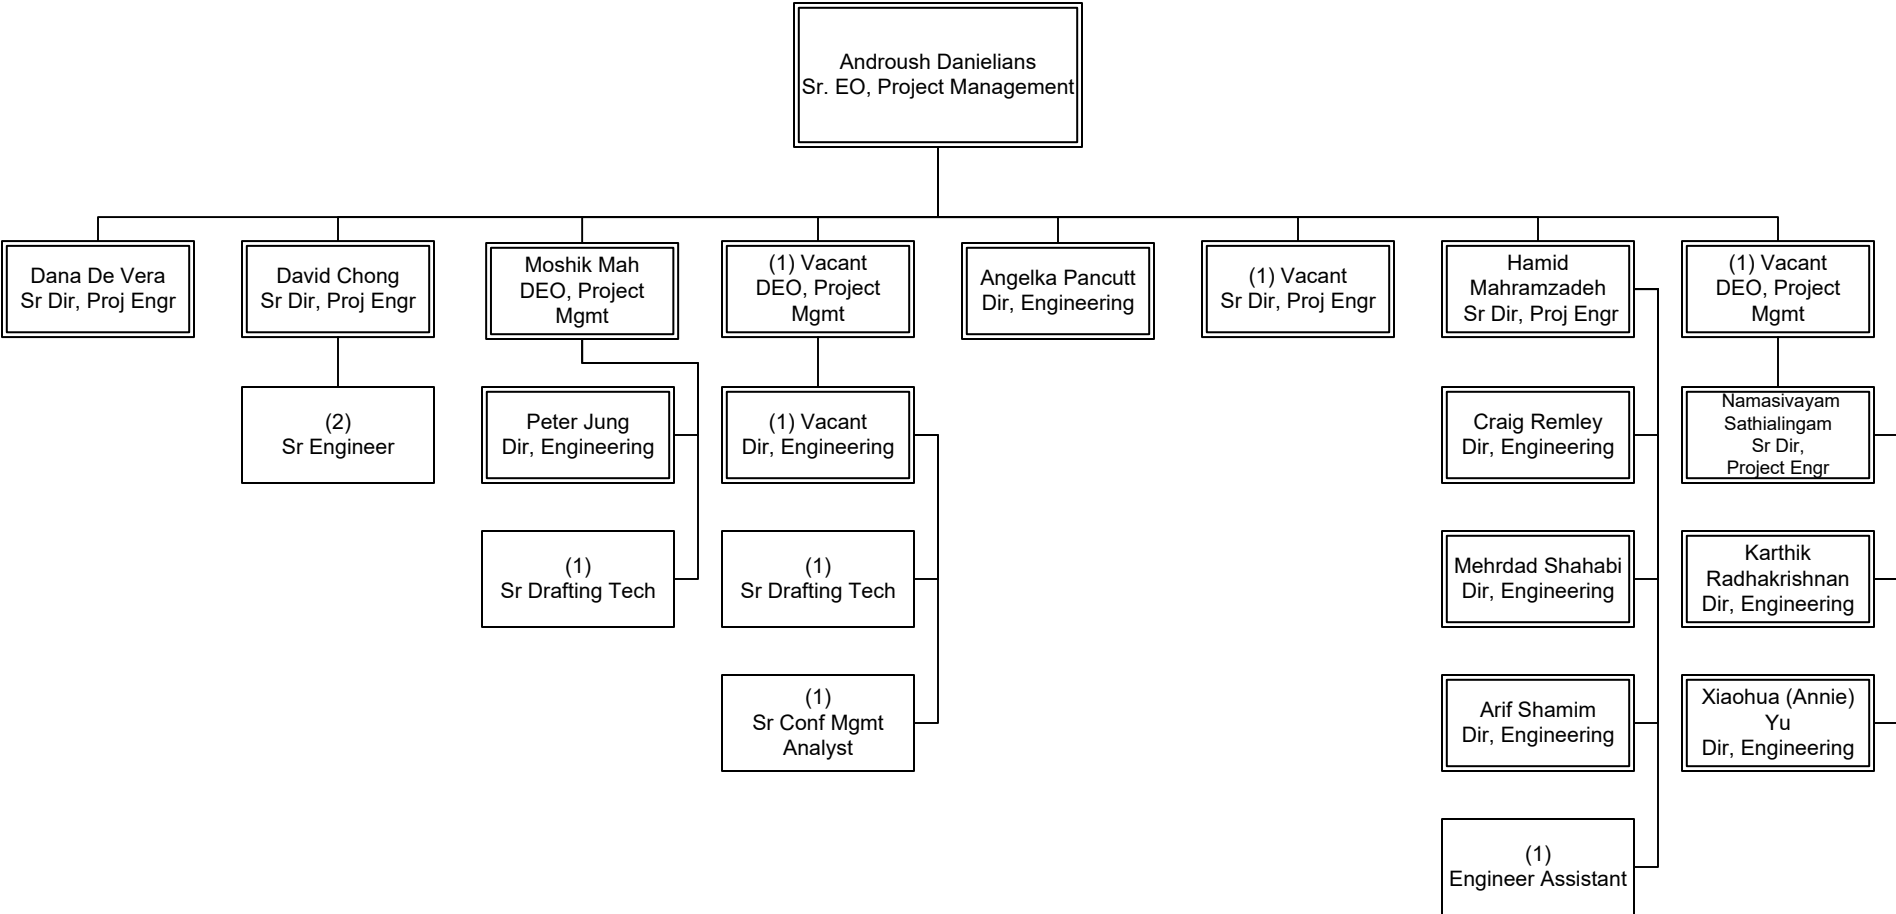 Androush Danielians
Sr. EO, Project Management
Dana De Vera
Sr Dir, Proj Engr
David Chong
Sr Dir, Proj Engr
Moshik Mah
DEO, Project
Mgmt
(1) Vacant
DEO, Project
Mgmt
Angelka Pancutt
Dir, Engineering
(1) Vacant
Sr Dir, Proj Engr
Hamid
Mahramzadeh
Sr Dir, Proj Engr
(1) Vacant
DEO, Project
Mgmt
(2)
Sr Engineer
Peter Jung
Dir, Engineering
(1) Vacant
Dir, Engineering
Craig Remley
Dir, Engineering
Namasivayam
Sathialingam
Sr Dir,
Project Engr
(1)
Sr Drafting Tech
(1)
Sr Drafting Tech
Mehrdad Shahabi
Dir, Engineering
Karthik
Radhakrishnan
Dir, Engineering
(1)
Sr Conf Mgmt
Analyst
Arif Shamim
Dir, Engineering
Xiaohua (Annie)
Yu
Dir, Engineering
(1)
Engineer Assistant